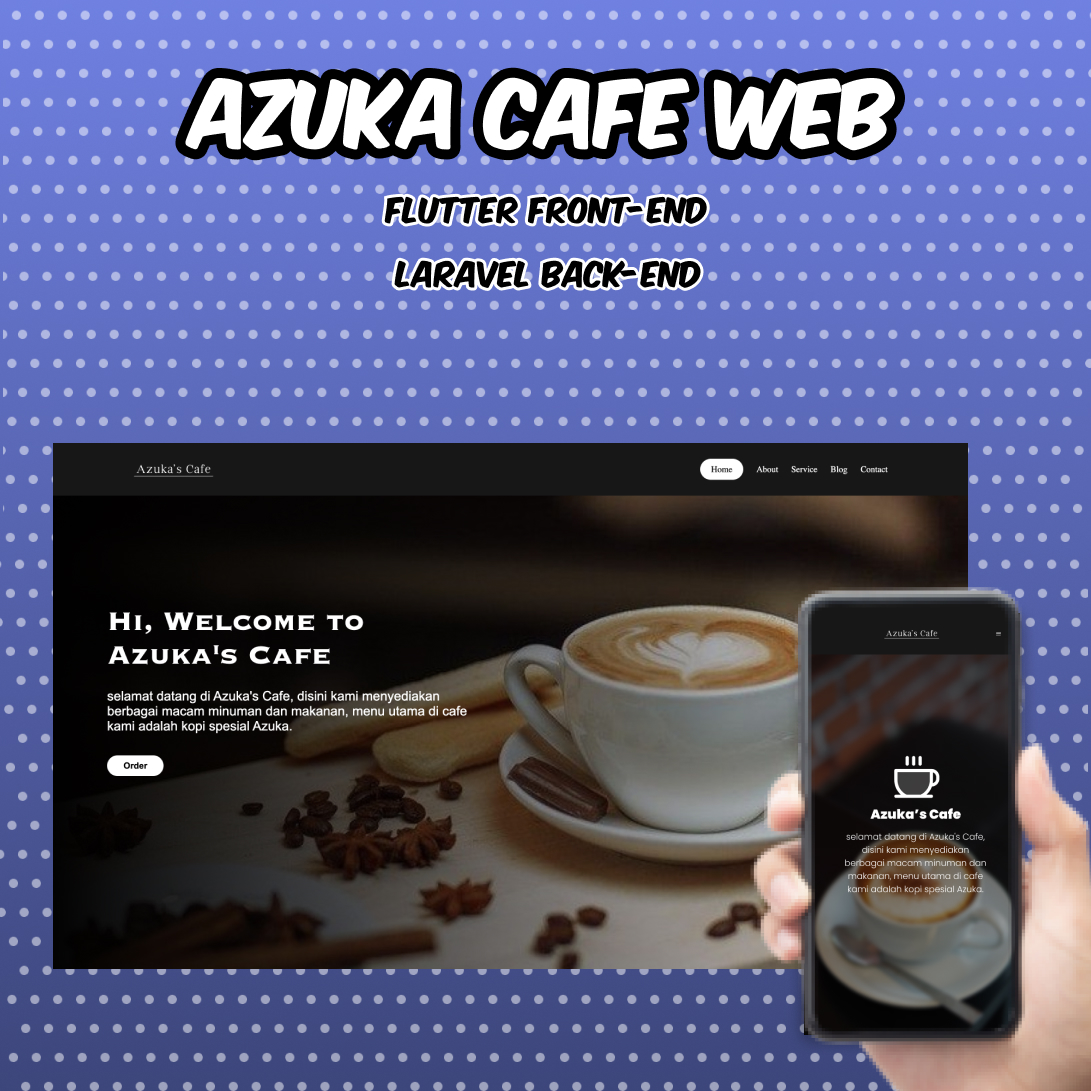 AZUKA CAFE WEB
FLUTTER FRONT-END
LARAVEL BACK-END
Azuka's Cafe
Home About Service Blog Contact
Hi, Welcome to
Azuka's Cafe
selamat datang di Azuka's Cafe, disini kami menyediakan
berbagai macam minuman dan makanan, menu utama di cafe
kami adalah kopi spesial Azuka.
Order
Azuka's Cafe
Azuka’s Cafe
selamat datang di Azuka's Cafe,
disini kami menyediakan
berbagai macam minuman dan
makanan, menu utama di cafe
kami adalah kopi spesial Azuka.